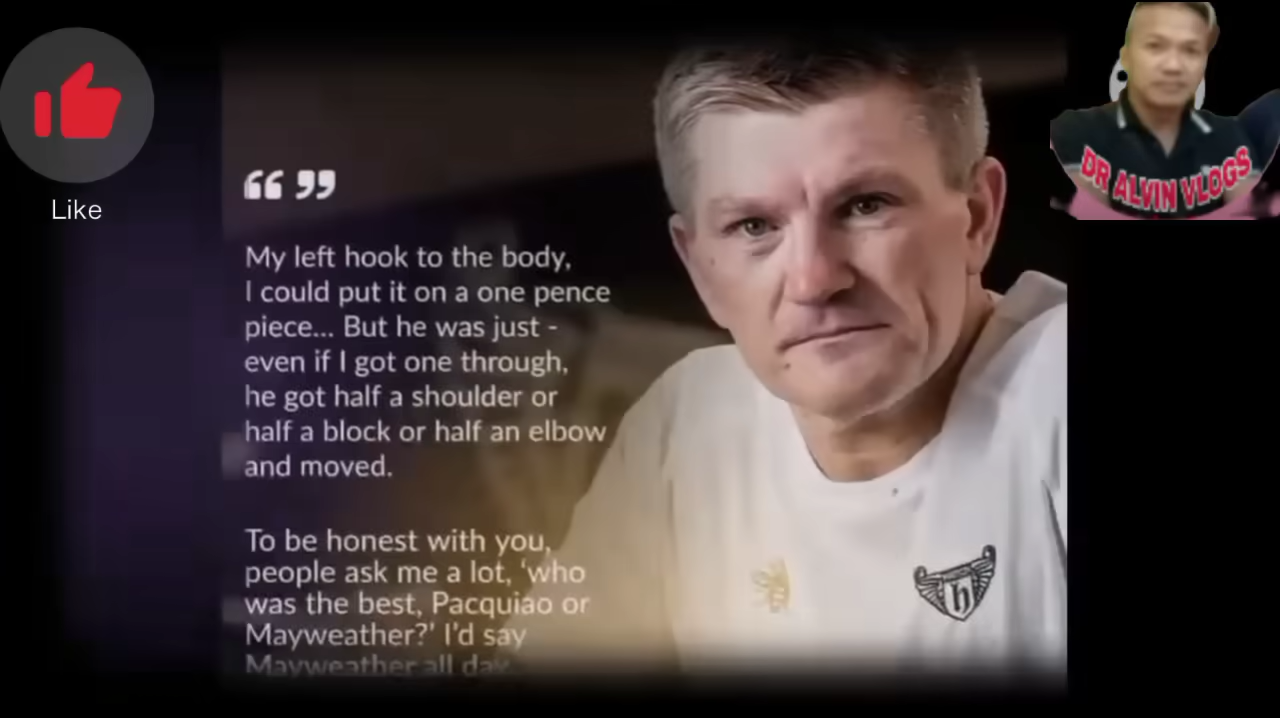 Like
DR ALVIN VLOGS
“ ”
My left hook to the body,
I could put it on a one pence
piece... But he was just -
even if I got one through,
he got half a shoulder or
half a block or half an elbow
and moved.
To be honest with you,
people ask me a lot, ‘who
was the best, Pacquiao or
Mayweather?’ I’d say
Mayweather all day.
h